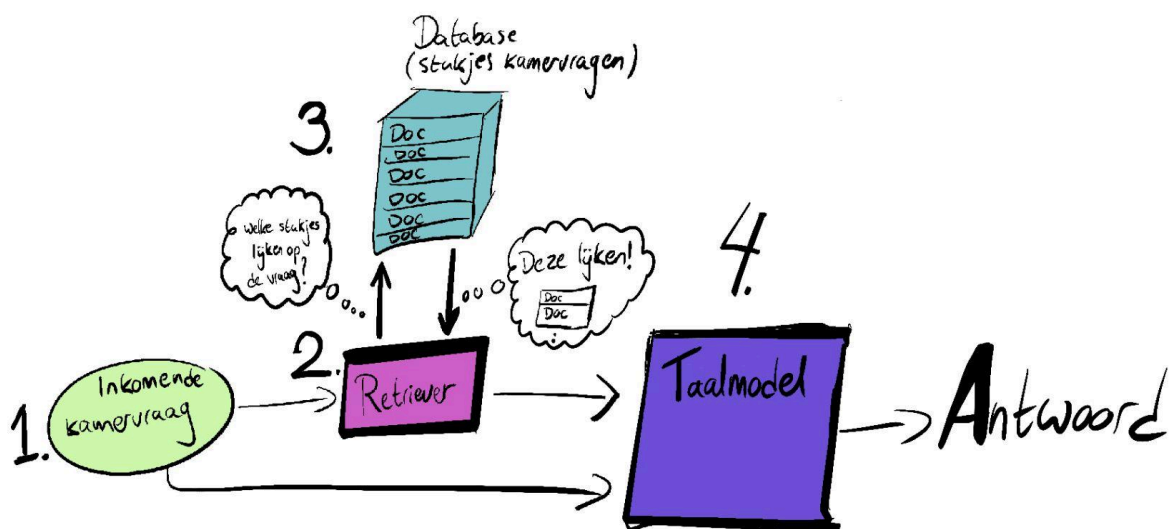 Database
(stukjes kamervragen)
3.
Doc
Doc
Doc
Doc
Doc
Doc
welke stukjes
lijken op
de vraag?
Deze lijken!
Doc
Doc
4.
2.
Retriever
Taalmodel
1.
Inkomende
kamervraag
Antwoord